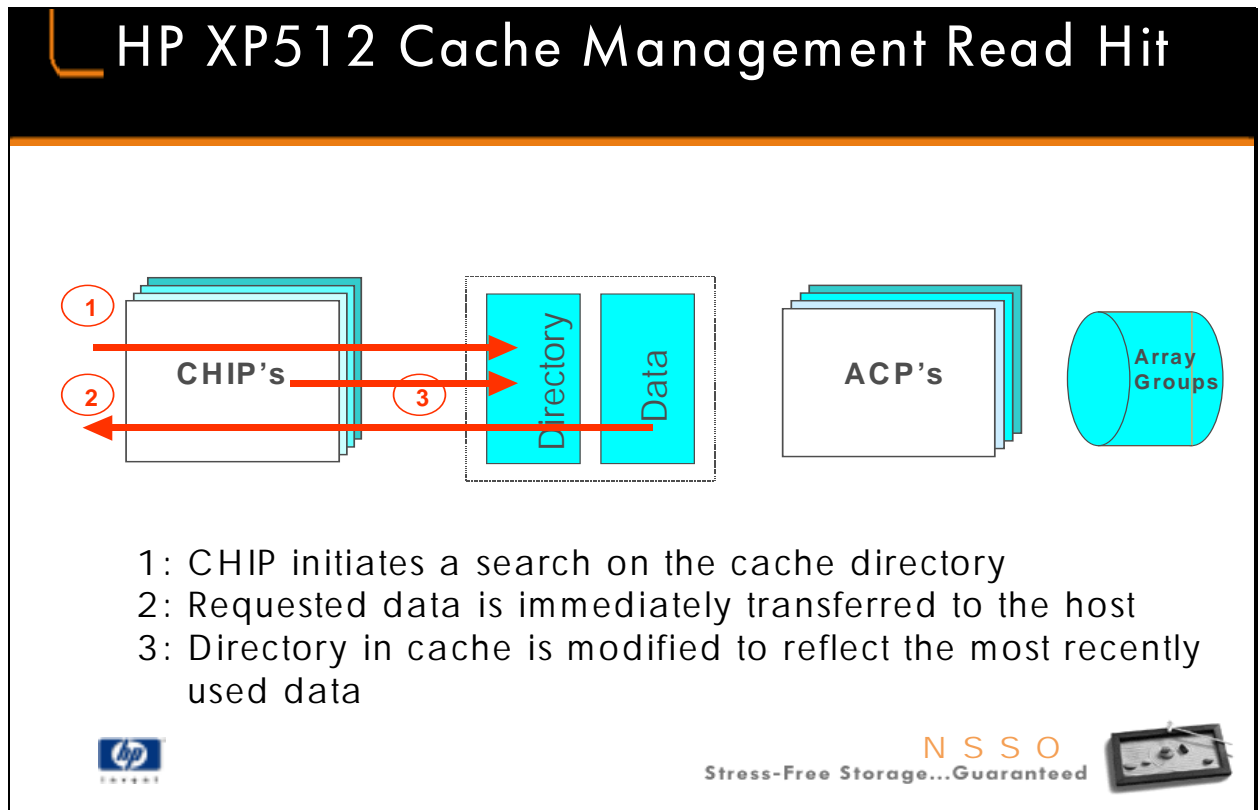 HP XP512 Cache Management Read Hit
1
2
3
CHIP's
Directory
Data
ACP's
Array
Groups
1: CHIP initiates a search on the cache directory
2: Requested data is immediately transferred to the host
3: Directory in cache is modified to reflect the most recently
used data
hp
invent
NSSO
Stress-Free Storage...Guaranteed